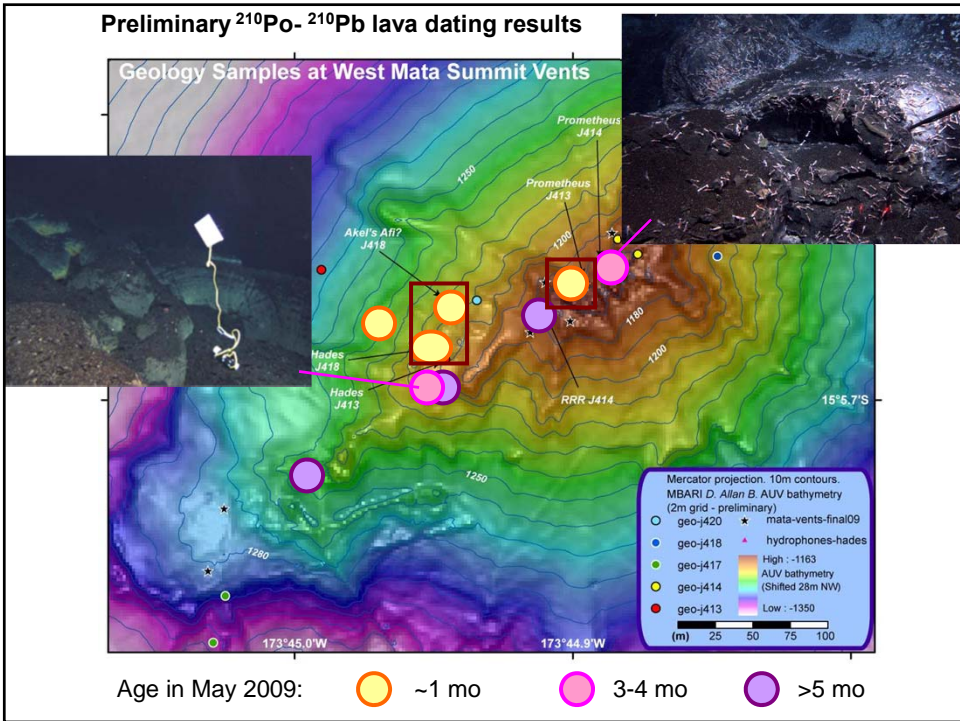 Preliminary ²¹⁰Po- ²¹⁰Pb lava dating results
Geology Samples at West Mata Summit Vents
Prometheus
J414
Prometheus
J413
1250
1200
Akel's Afi?
J418
1180
1200
Hades
J418
Hades
J413
RRR J414
15°5.7'S
1250
1280
Mercator projection. 10m contours.
MBARI D. Allan B. AUV bathymetry
(2m grid - preliminary)
geo-j420 mata-vents-final09
geo-j418 hydrophones-hades
geo-j417 High : -1163
AUV bathymetry
geo-j414 (Shifted 28m NW)
geo-j413 Low : -1350
(m) 25 50 75 100
173°45.0'W 173°44.9'W
Age in May 2009: ~1 mo 3-4 mo >5 mo